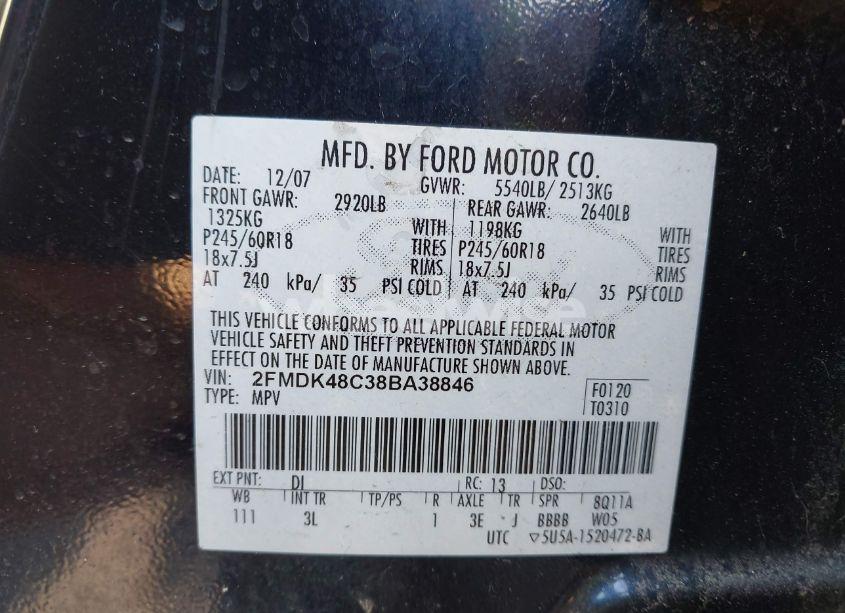 MFD. BY FORD MOTOR CO.
DATE: 12/07 GVWR: 5540LB/ 2513KG
FRONT GAWR: 2920LB REAR GAWR: 2640LB
1325KG WITH 1198KG WITH
P245/60R18 TIRES P245/60R18 TIRES
18x7.5J RIMS 18x7.5J RIMS
AT 240 kPa/ 35 PSI COLD AT 240 kPa/ 35 PSI COLD
THIS VEHICLE CONFORMS TO ALL APPLICABLE FEDERAL MOTOR
VEHICLE SAFETY AND THEFT PREVENTION STANDARDS IN
EFFECT ON THE DATE OF MANUFACTURE SHOWN ABOVE.
VIN: 2FMDK48C38BA38846 F0120
TYPE: MPV T0310
EXT PNT: DI RC: 13 DSO:
WB INT TR TP/PS R AXLE TR SPR 8Q11A
111 3L 1 3E J BBBB W05
UTC ▽5U5A-1520472-BA